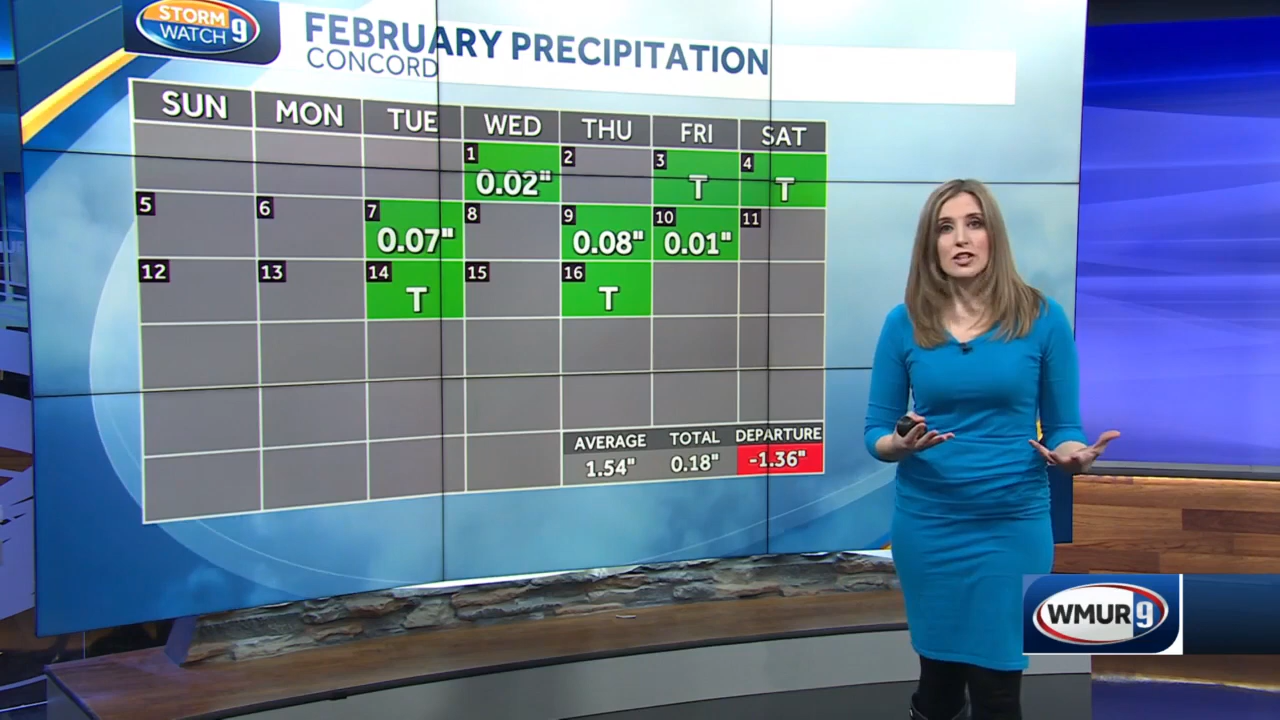 STORM
WATCH 9
FEBRUARY PRECIPITATION
CONCORD
SUN MON TUE WED THU FRI SAT
1 2 3 4
0.02" T T
5 6 7 8 9 10 11
0.07" 0.08" 0.01"
12 13 14 15 16
T T
AVERAGE TOTAL DEPARTURE
1.54" 0.18" -1.36"
WMUR 9